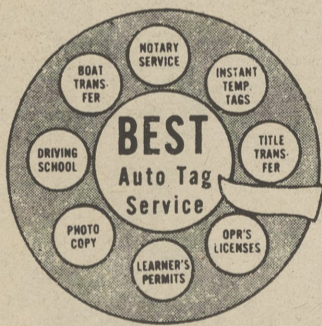 NOTARY
SERVICE
INSTANT
TEMP.
TAGS
TITLE
TRANS-
FER
OPR'S
LICENSES
LEARNER'S
PERMITS
PHOTO
COPY
DRIVING
SCHOOL
BOAT
TRANS-
FER
BEST
Auto Tag
Service